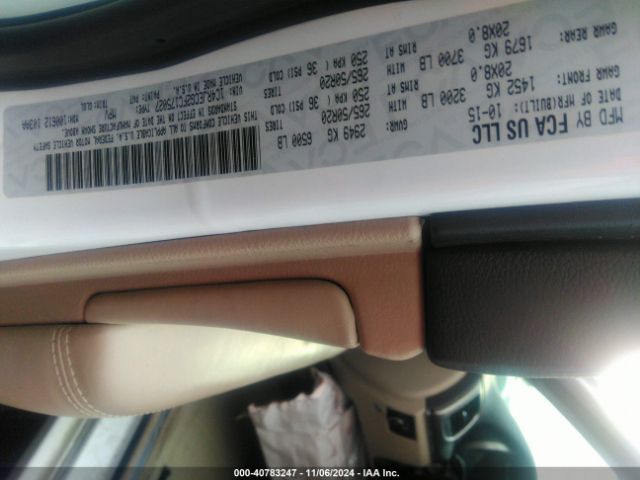 MFD BY FCA US LLC
DATE OF MFR(BUILT): 10-15
GVWR: 2949 KG 6500 LB
GAWR FRONT: 1452 KG 3200 LB WITH TIRES 265/50R20
20X8.0 RIMS AT 250 KPA( 36 PSI) COLD
GAWR REAR: 1679 KG 3700 LB WITH TIRES 265/50R20
20X8.0 RIMS AT 250 KPA( 36 PSI) COLD
THIS VEHICLE CONFORMS TO ALL APPLICABLE FEDERAL MOTOR VEHICLE SAFETY
STANDARDS IN EFFECT IN U.S.A. ON THE DATE OF MANUFACTURE SHOWN ABOVE.
VIN:
TYPE: MPV
VEHICLE MADE IN U.S.A.
000-40783247 - 11/06/2024 - IAA Inc.